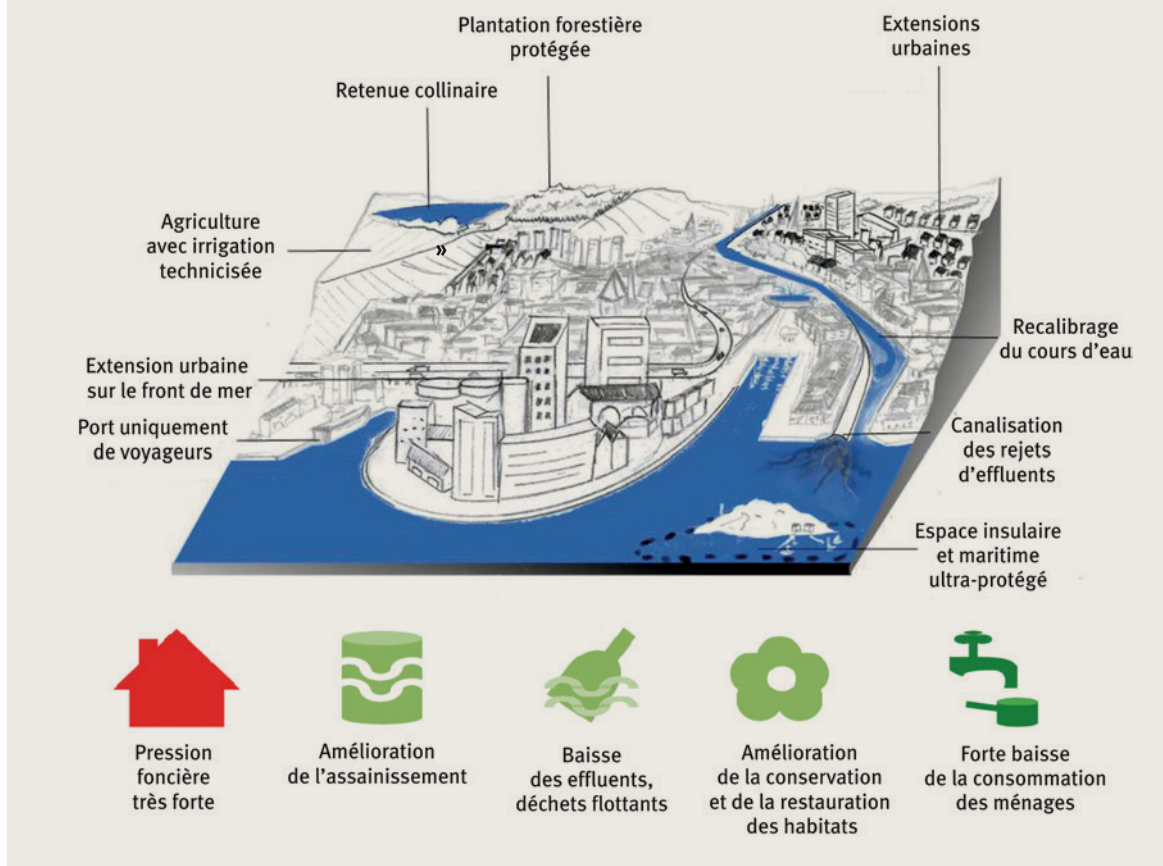 Plantation forestière
protégée
Extensions
urbaines
Retenue collinaire
Agriculture
avec irrigation
technicisée
»
Recalibrage
du cours d’eau
Extension urbaine
sur le front de mer
Port uniquement
de voyageurs
Canalisation
des rejets
d’effluents
Espace insulaire
et maritime
ultra-protégé
Pression
foncière
très forte
Amélioration
de l’assainissement
Baisse
des effluents,
déchets flottants
Amélioration
de la conservation
et de la restauration
des habitats
Forte baisse
de la consommation
des ménages